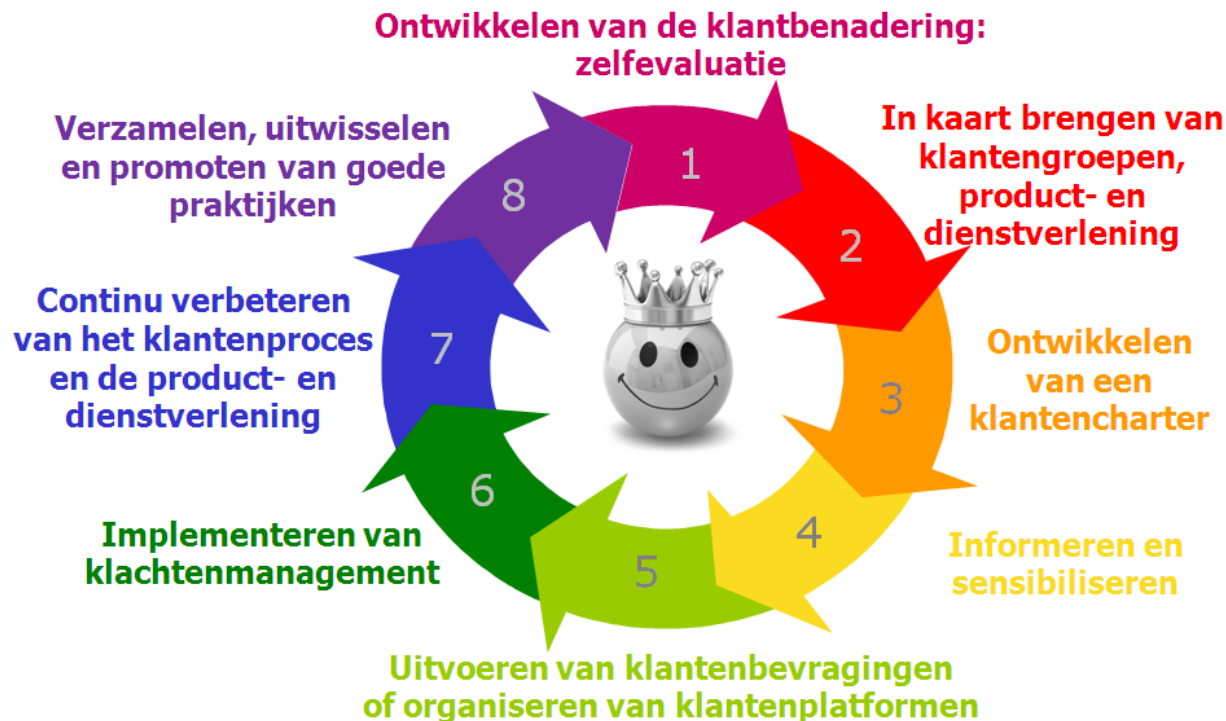 Ontwikkelen van de klantbenadering:
zelfevaluatie
1
In kaart brengen van
klantengroepen,
product- en
dienstverlening
2
Ontwikkelen
van een
klantencharter
3
Informeren en
sensibiliseren
4
Uitvoeren van klantenbevragingen
of organiseren van klantenplatformen
5
Implementeren van
klachtenmanagement
6
Continu verbeteren
van het klantenproces
en de product- en
dienstverlening
7
Verzamelen, uitwisselen
en promoten van goede
praktijken
8